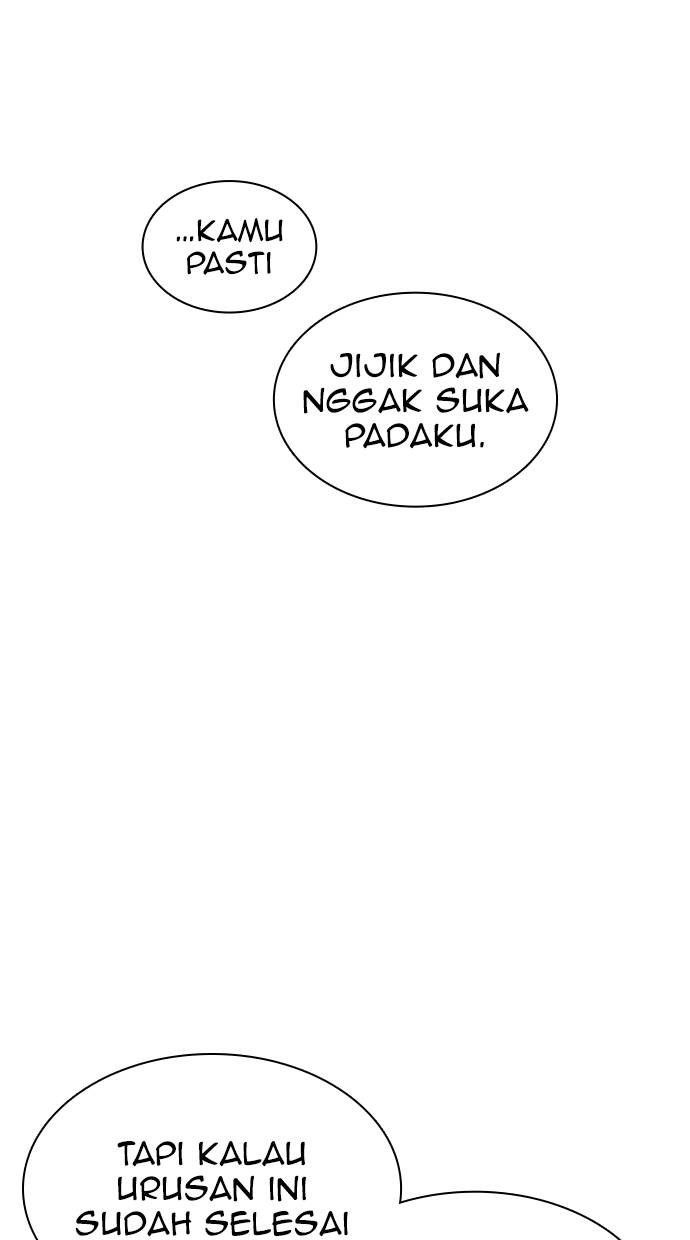 ...KAMU
PASTI
JIJIK DAN
NGGAK SUKA
PADAKU.
TAPI KALAU
URUSAN INI
SUDAH SELESAI